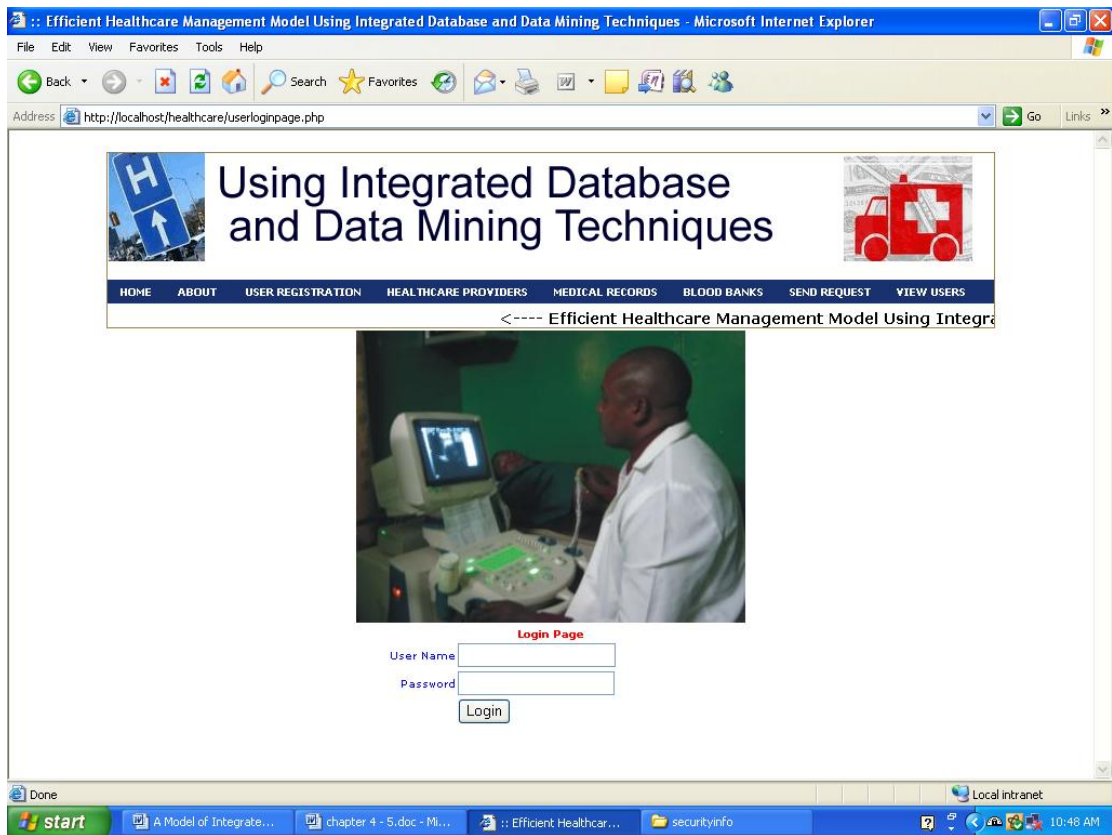 :: Efficient Healthcare Management Model Using Integrated Database and Data Mining Techniques - Microsoft Internet Explorer
File Edit View Favorites Tools Help
Back Search Favorites
Address http://localhost/healthcare/userloginpage.php Go Links »
H
Using Integrated Database
and Data Mining Techniques
HOME ABOUT USER REGISTRATION HEALTHCARE PROVIDERS MEDICAL RECORDS BLOOD BANKS SEND REQUEST VIEW USERS
<---- Efficient Healthcare Management Model Using Integra
Login Page
User Name
Password
Login
Done Local intranet
start A Model of Integrate... chapter 4 - 5.doc - Mi... :: Efficient Healthcar... securityinfo 10:48 AM